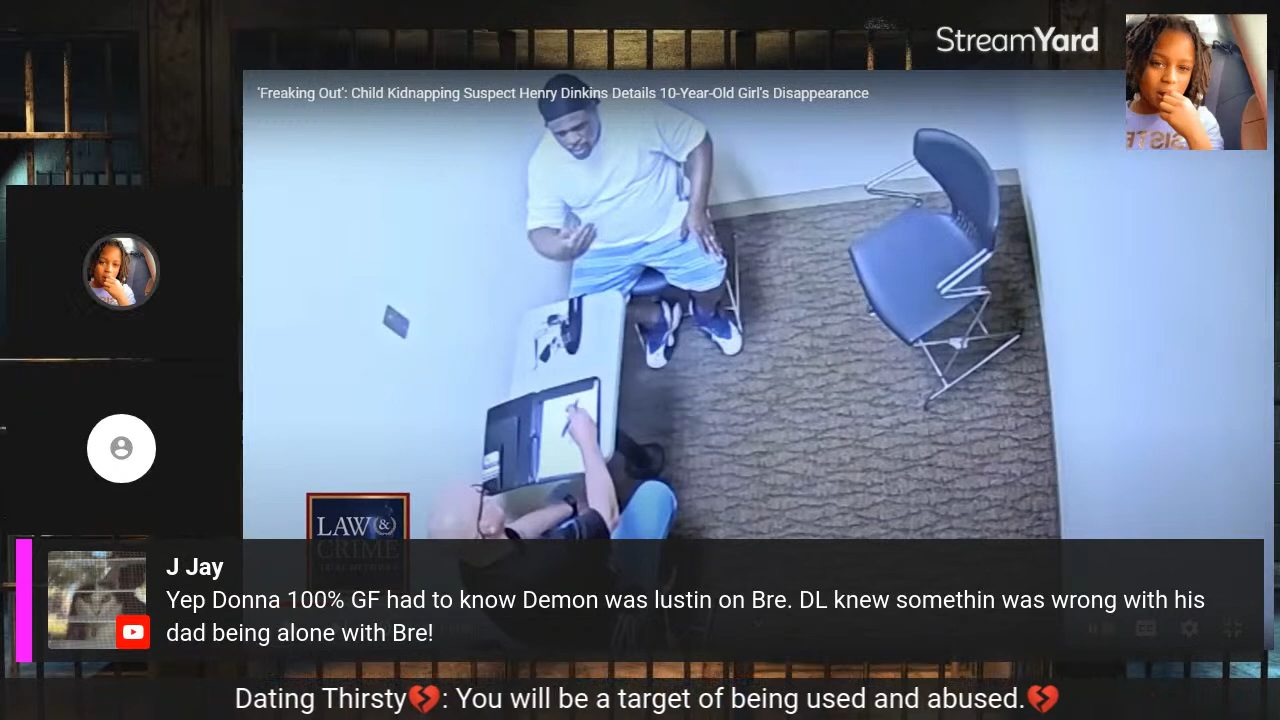 StreamYard
'Freaking Out': Child Kidnapping Suspect Henry Dinkins Details 10-Year-Old Girl's Disappearance
LAW &
CRIME
J Jay
Yep Donna 100% GF had to know Demon was lustin on Bre. DL knew somethin was wrong with his
dad being alone with Bre!
Dating Thirsty💔: You will be a target of being used and abused.💔